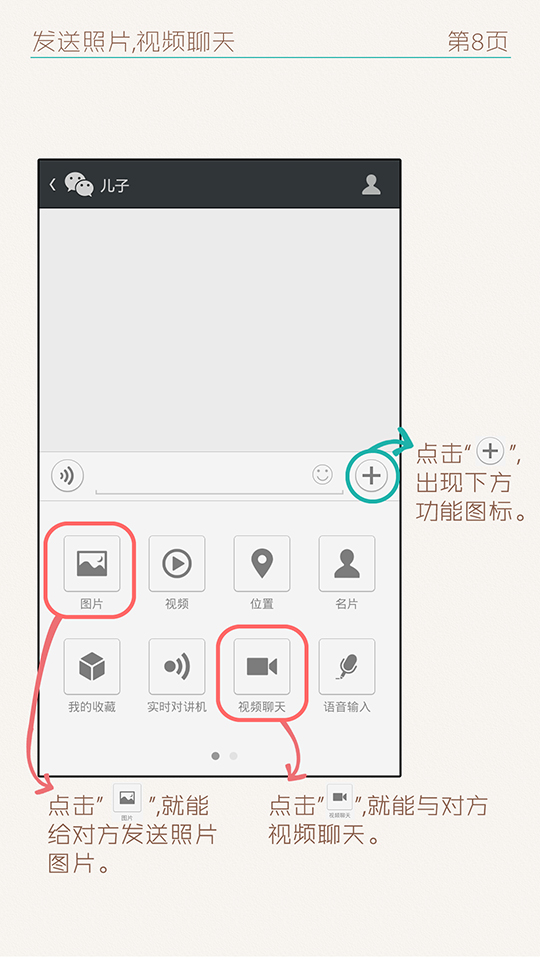 发送照片,视频聊天 第8页
儿子
点击“ ”,
出现下方
功能图标。
图片 视频 位置 名片
我的收藏 实时对讲机 视频聊天 语音输入
点击“ ”,就能
图片
给对方发送照片
图片。
点击“ ”,就能与对方
视频聊天
视频聊天。